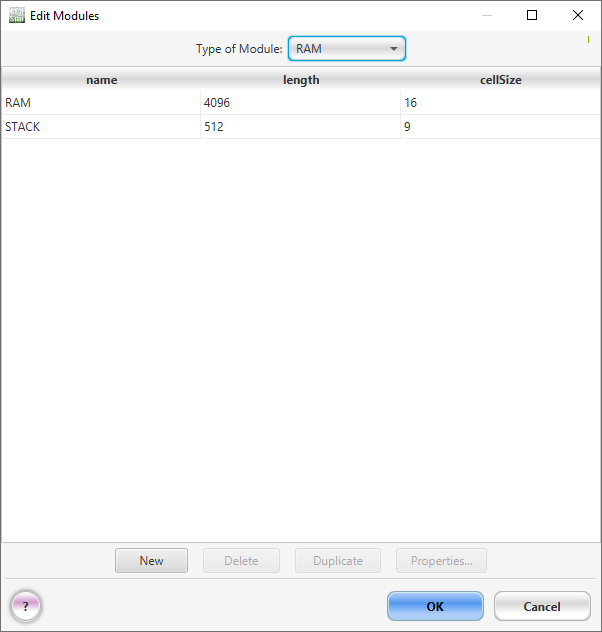 Edit Modules
Type of Module: RAM
name length cellSize
RAM 4096 16
STACK 512 9
New Delete Duplicate Properties...
? OK Cancel